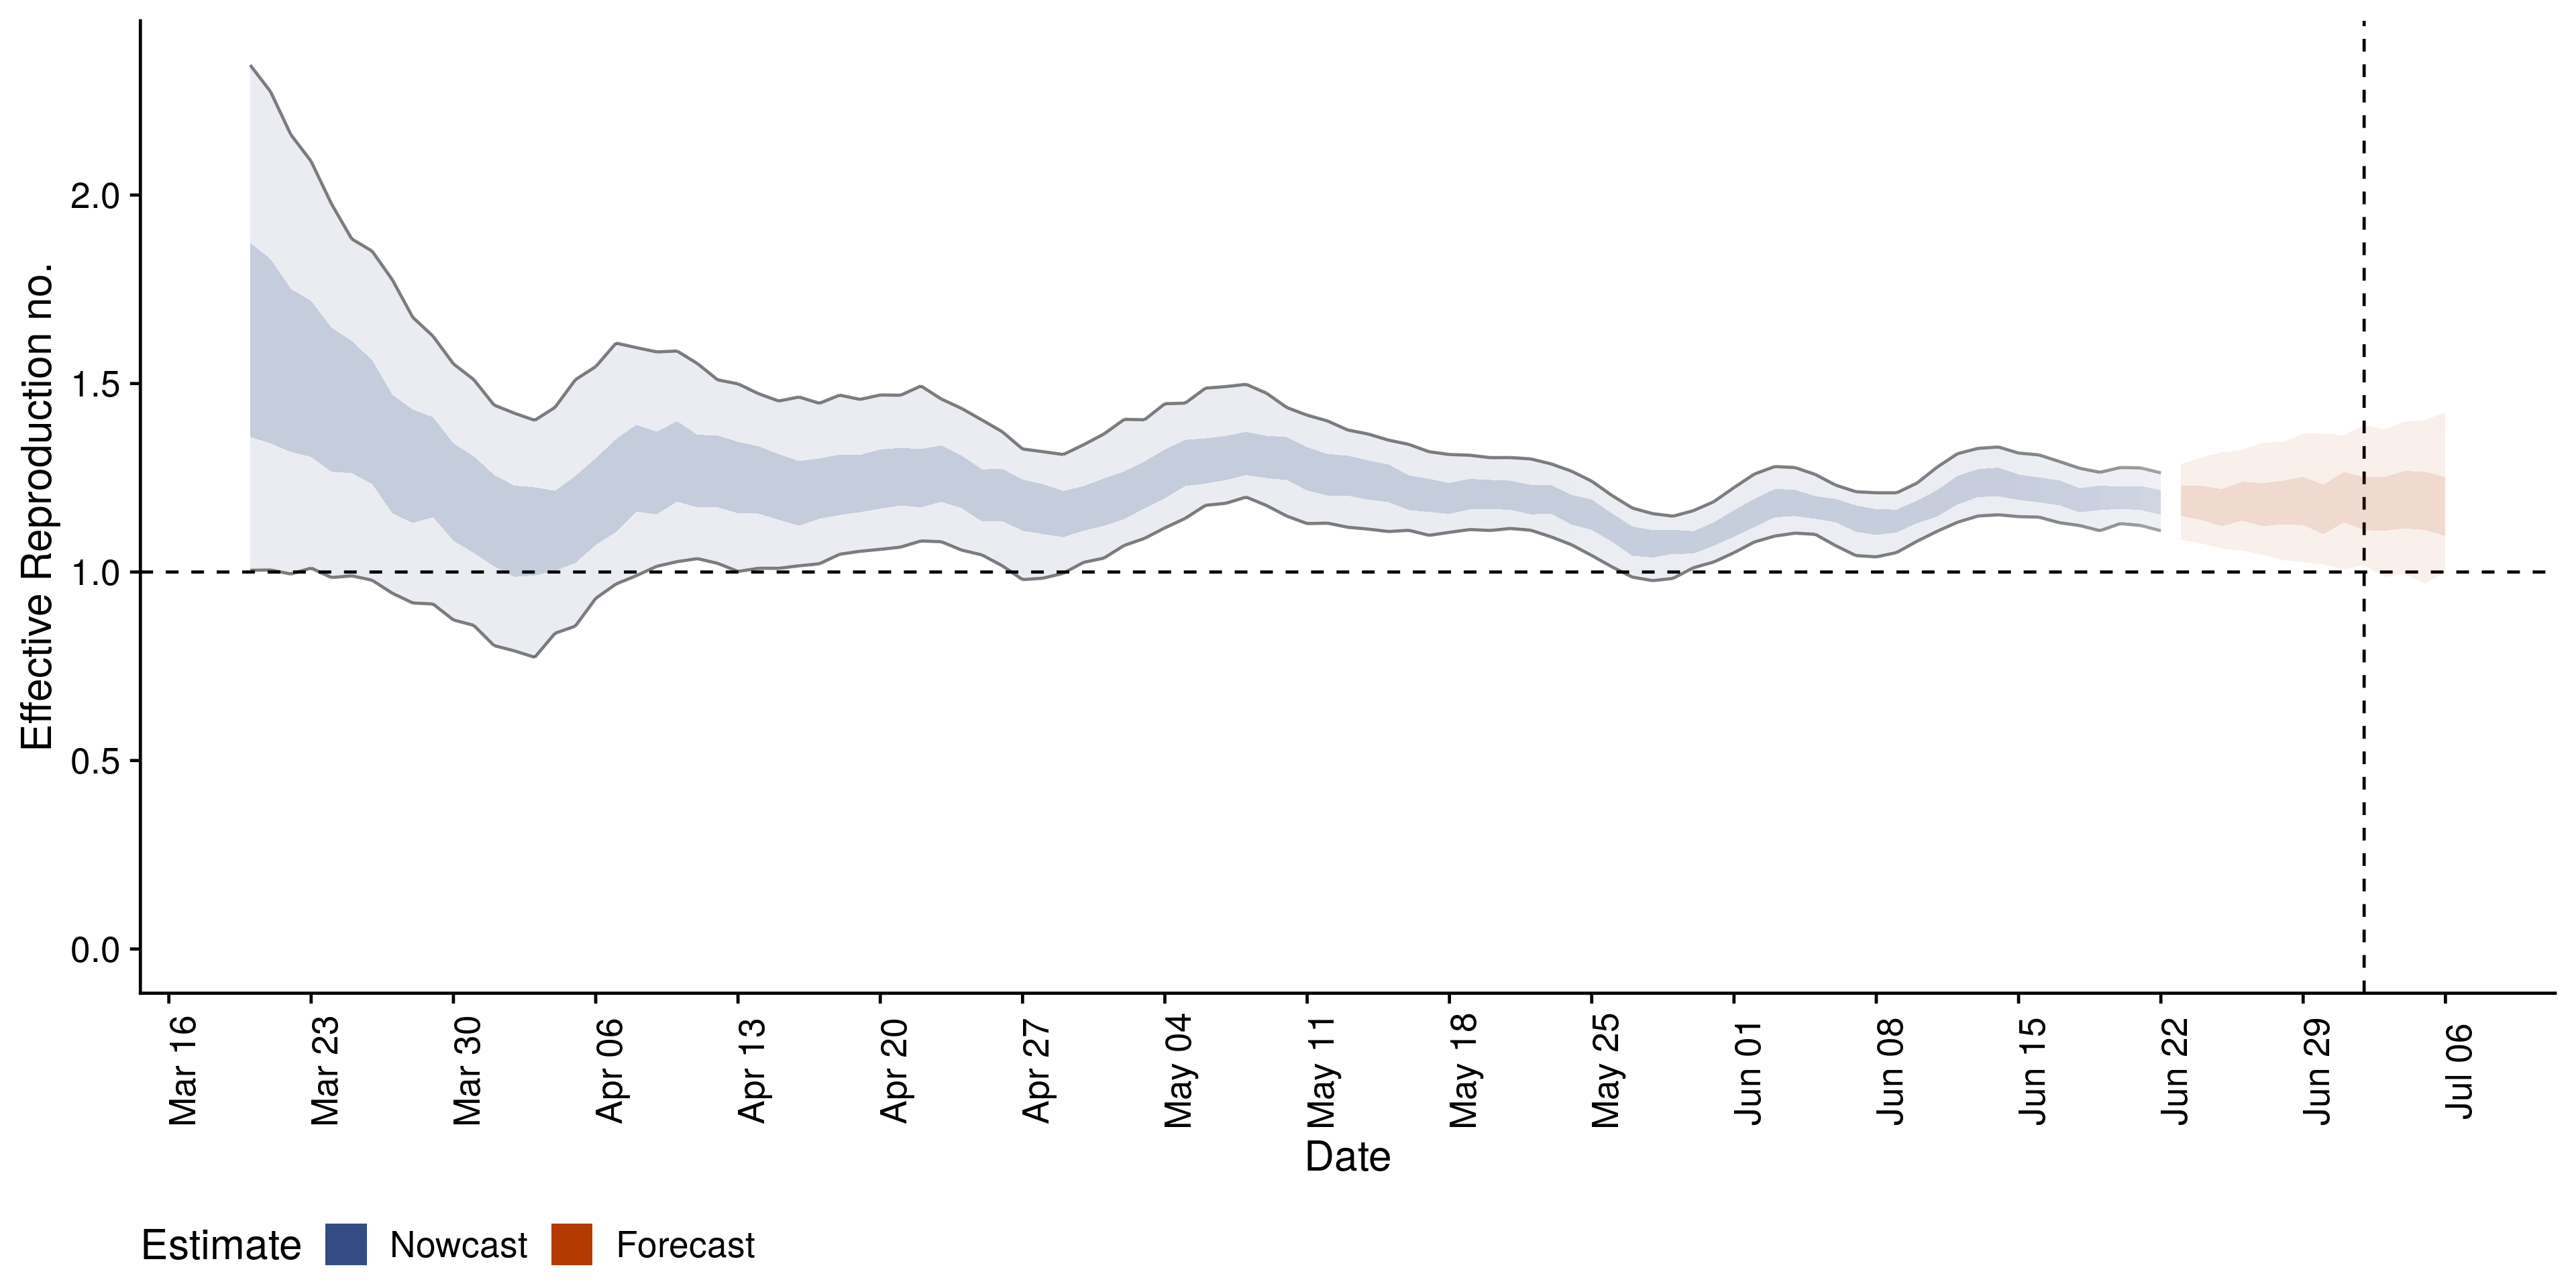 Effective Reproduction no.
2.0
1.5
1.0
0.5
0.0
Mar 16
Mar 23
Mar 30
Apr 06
Apr 13
Apr 20
Apr 27
May 04
May 11
May 18
May 25
Jun 01
Jun 08
Jun 15
Jun 22
Jun 29
Jul 06
Date
Estimate Nowcast Forecast